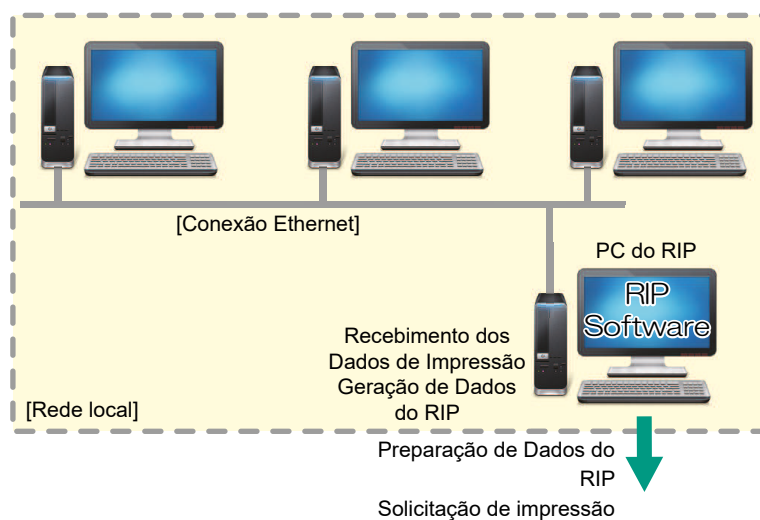 [Conexão Ethernet]
PC do RIP
RIP
Software
Recebimento dos
Dados de Impressão
Geração de Dados
do RIP
[Rede local]
Preparação de Dados do
RIP
Solicitação de impressão